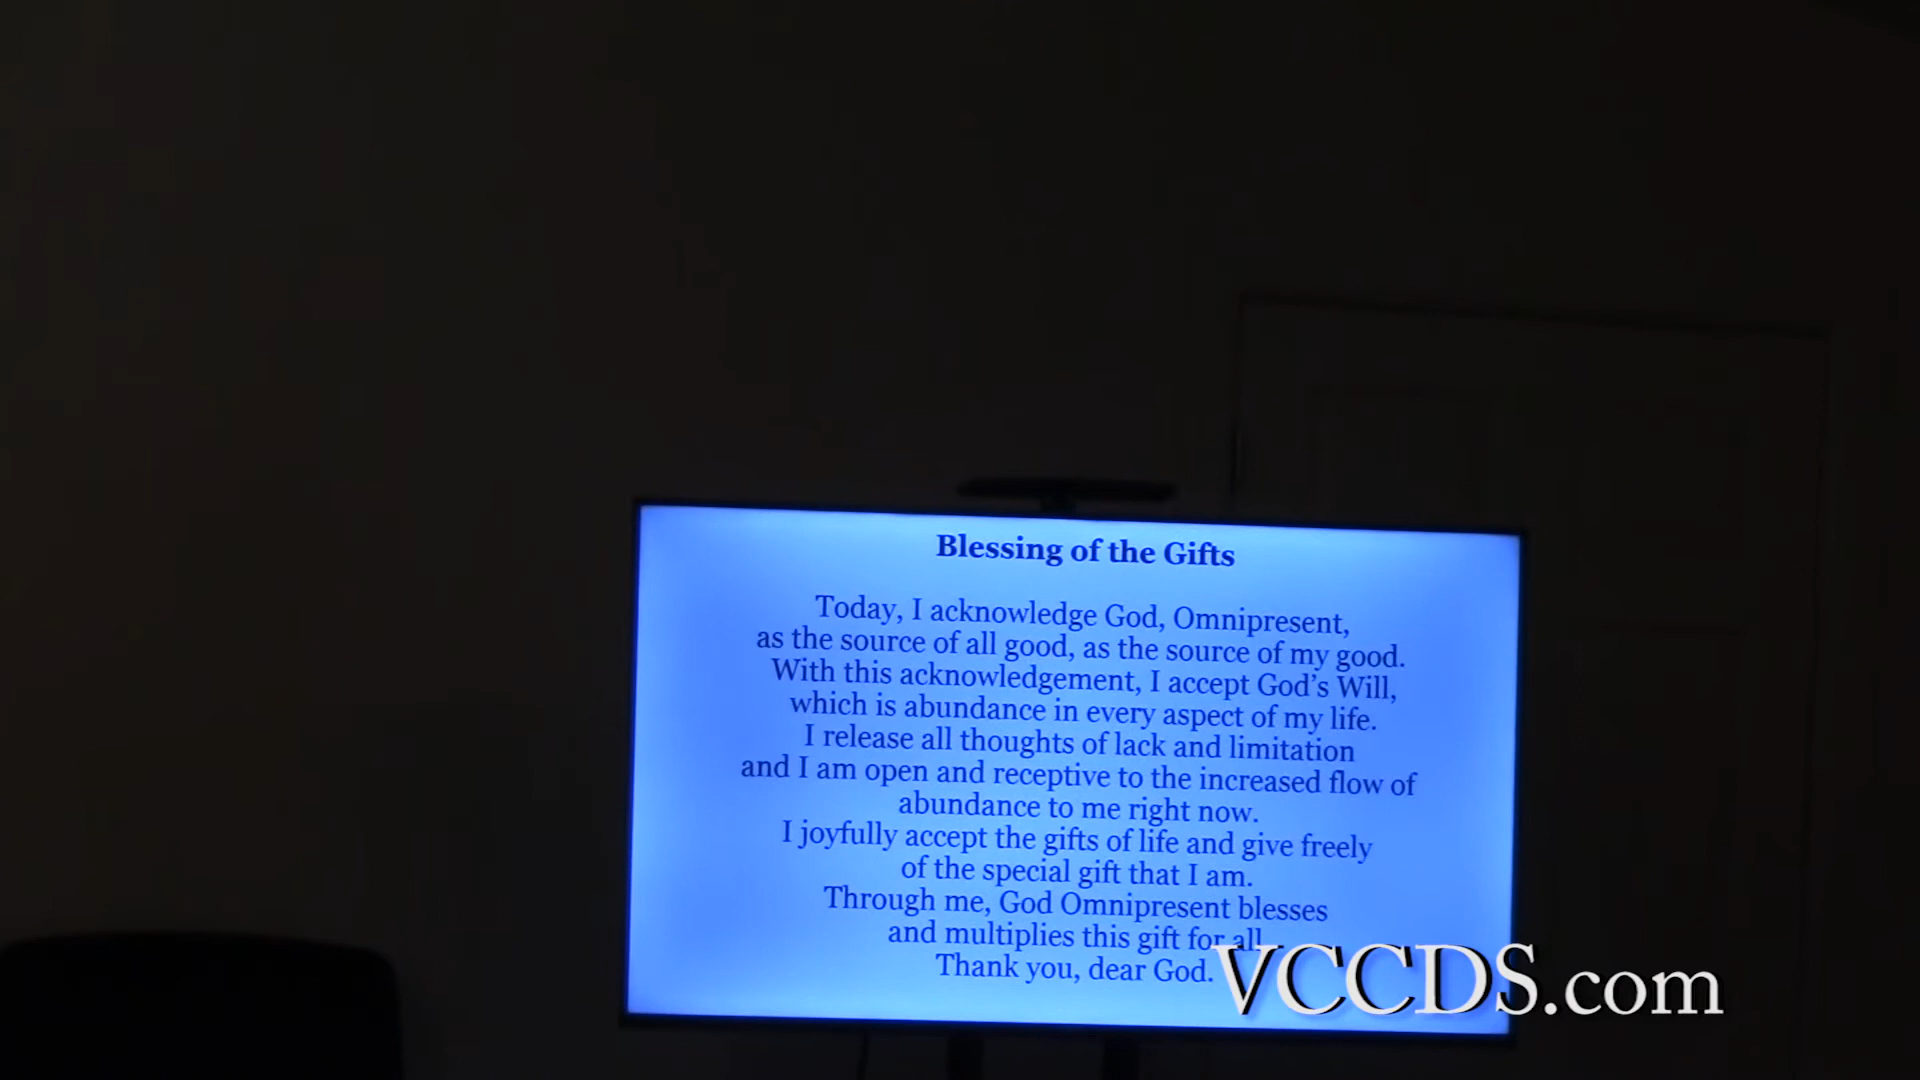 Blessing of the Gifts
Today, I acknowledge God, Omnipresent,
as the source of all good, as the source of my good.
With this acknowledgement, I accept God's Will,
which is abundance in every aspect of my life.
I release all thoughts of lack and limitation
and I am open and receptive to the increased flow of
abundance to me right now.
I joyfully accept the gifts of life and give freely
of the special gift that I am.
Through me, God Omnipresent blesses
and multiplies this gift for all
Thank you, dear God.
VCCDS.com